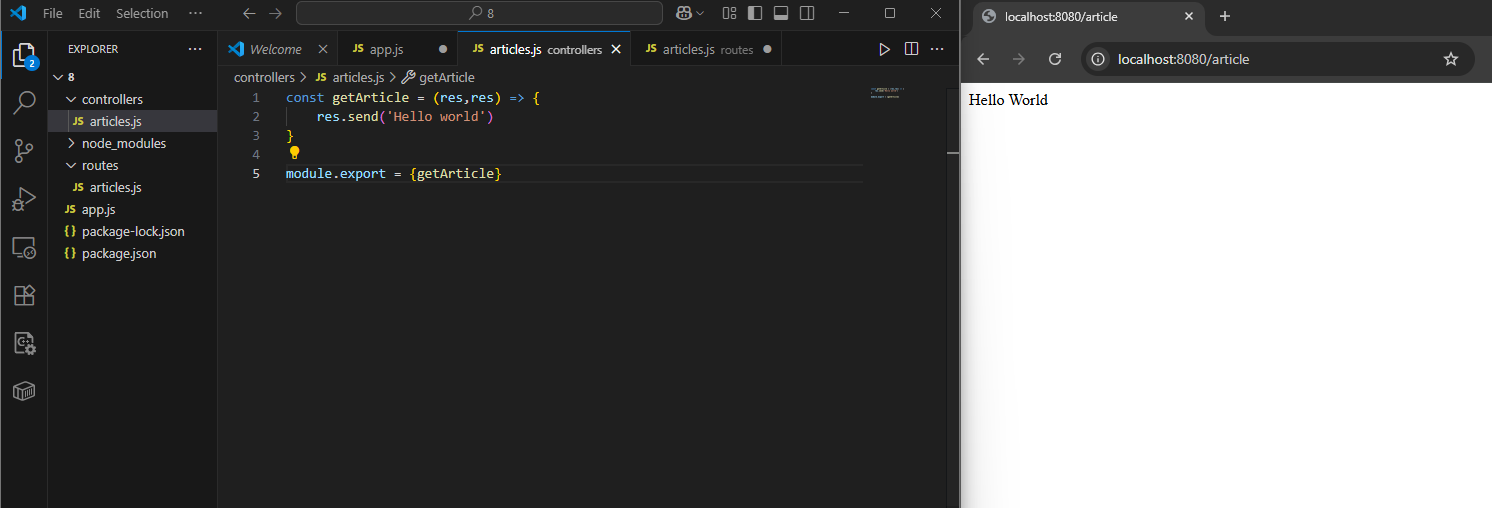 File Edit Selection ··· 8
EXPLORER ···
2
8
controllers
JS articles.js
node_modules
routes
JS articles.js
JS app.js
{} package-lock.json
{} package.json
Welcome
JS app.js
JS articles.js controllers
JS articles.js routes
···
controllers > JS articles.js > getArticle
1 const getArticle = (res,res) => {
2 res.send('Hello world')
3 }
4
5 module.export = {getArticle}
localhost:8080/article
localhost:8080/article
Hello World